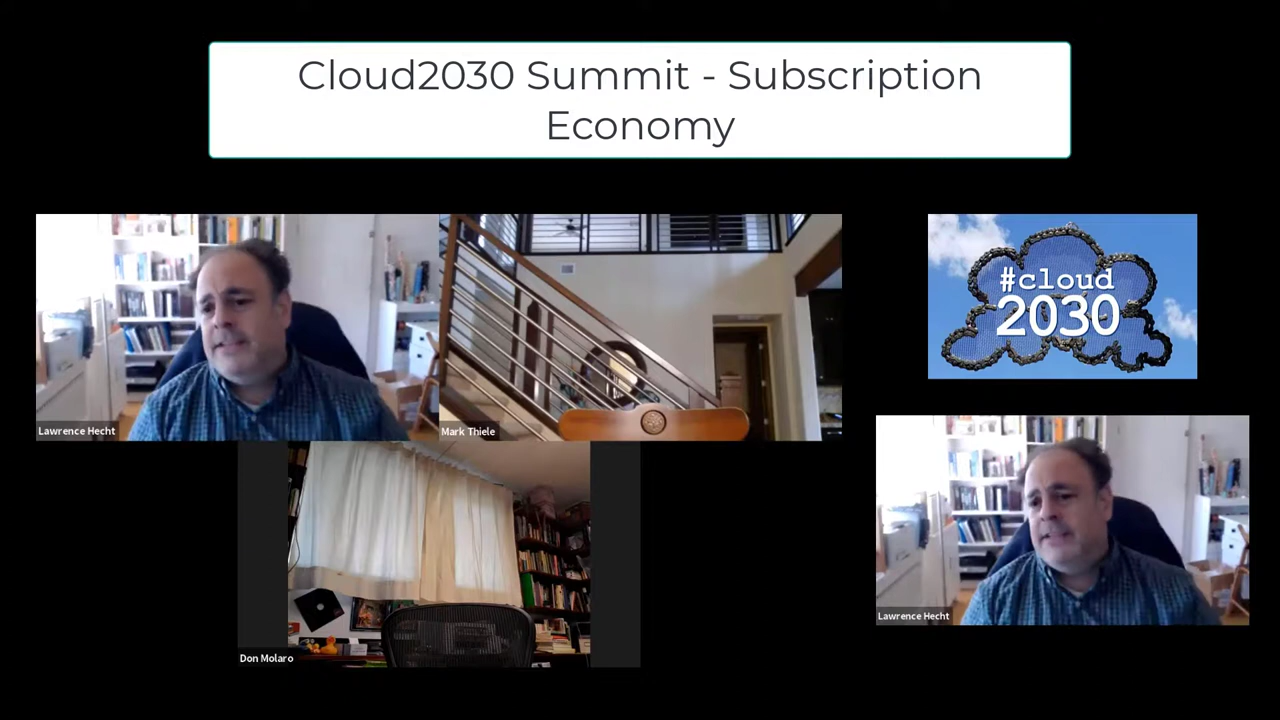 Cloud2030 Summit - Subscription
Economy
Lawrence Hecht
Mark Thiele
#cloud
2030
Don Molaro
Lawrence Hecht